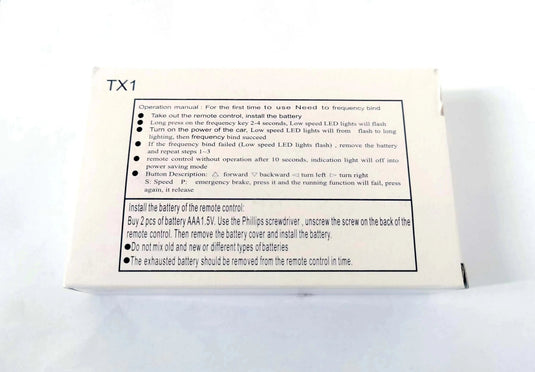 TX1
Operation manual : For the first time to use Need to frequency bind
● Take out the remote control, install the battery
● Long press on the frequency key 2-4 seconds, Low speed LED lights will flash
● Turn on the power of the car, Low speed LED lights will from flash to long
lighting, then frequency bind succeed
● If the frequency bind failed (Low speed LED lights flash) , remove the battery
and repeat steps 1~3
● remote control without operation after 10 seconds, indication light will off into
power saving mode
● Button Description: △ forward ▽ backward ◁ turn left ▷ turn right
S: Speed P: emergency brake, press it and the running function will fail, press
again, it release
Install the battery of the remote control:
Buy 2 pcs of battery AAA1.5V. Use the Phillips screwdriver , unscrew the screw on the back of the
remote control. Then remove the battery cover and install the battery.
●Do not mix old and new or different types of batteries
●The exhausted battery should be removed from the remote control in time.